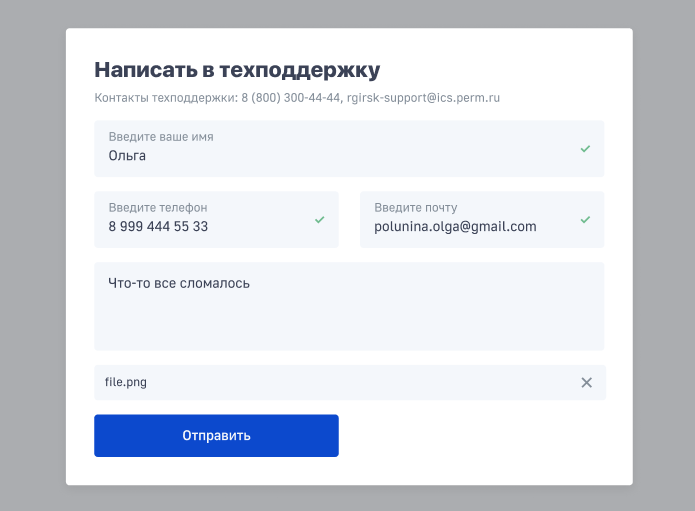 Написать в техподдержку
Контакты техподдержки: 8 (800) 300-44-44, rgirsk-support@ics.perm.ru
Введите ваше имя
Ольга
Введите телефон
8 999 444 55 33
Введите почту
polunina.olga@gmail.com
Что-то все сломалось
file.png
Отправить